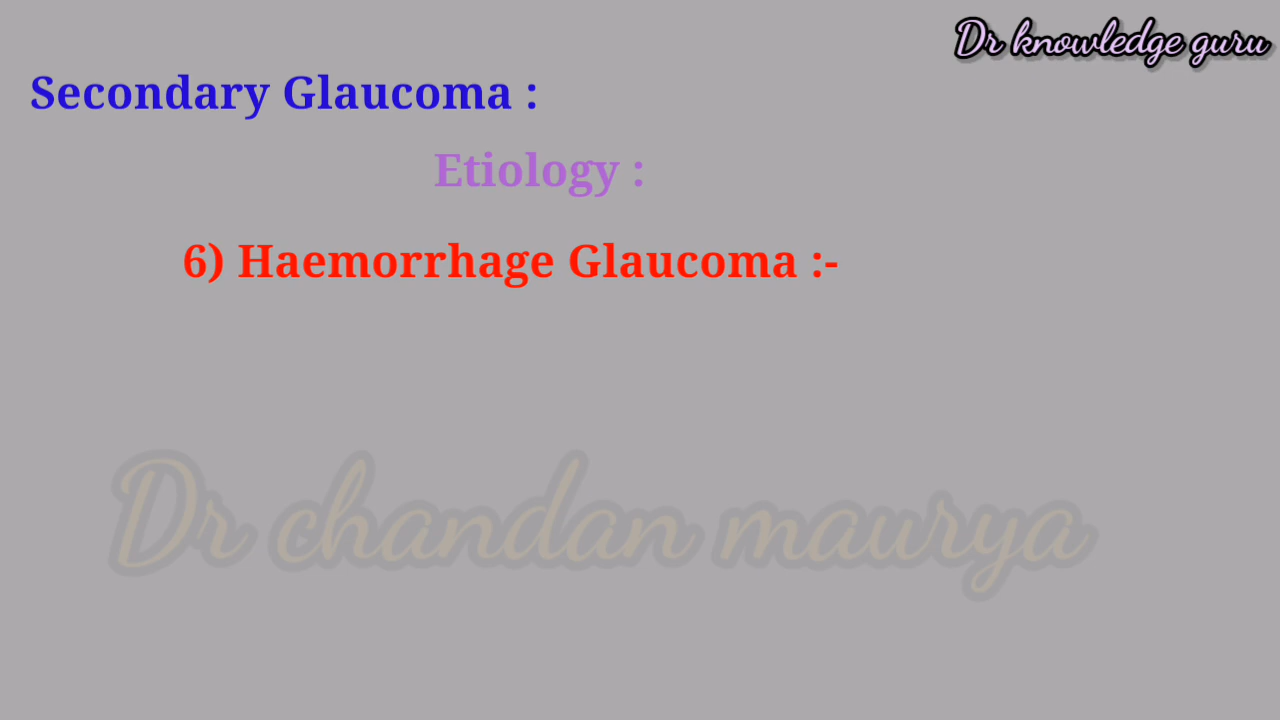 Dr knowledge guru
Secondary Glaucoma :
Etiology :
6) Haemorrhage Glaucoma :-
Dr chandan maurya